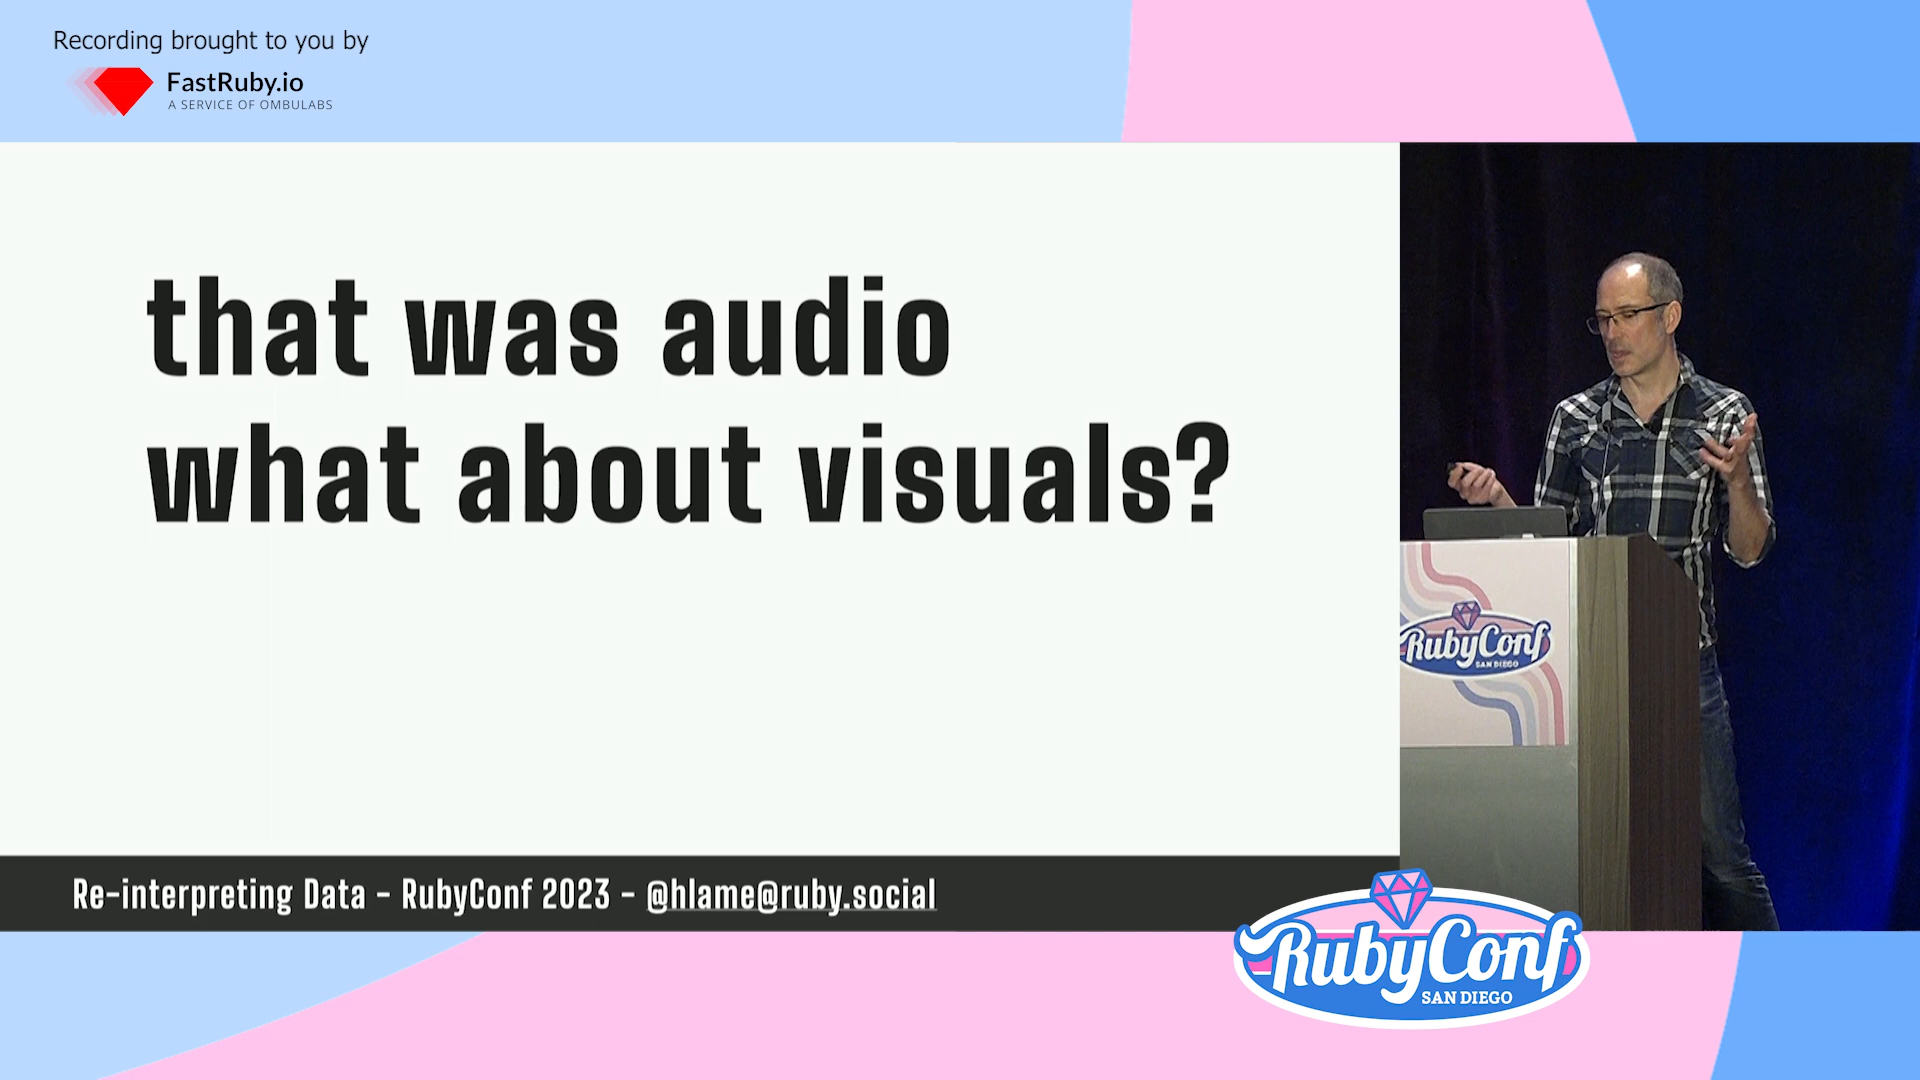 Recording brought to you by
FastRuby.io
A SERVICE OF OMBULABS
that was audio
what about visuals?
RubyConf
SAN DIEGO
Re-interpreting Data - RubyConf 2023 - @hlame@ruby.social
RubyConf
SAN DIEGO